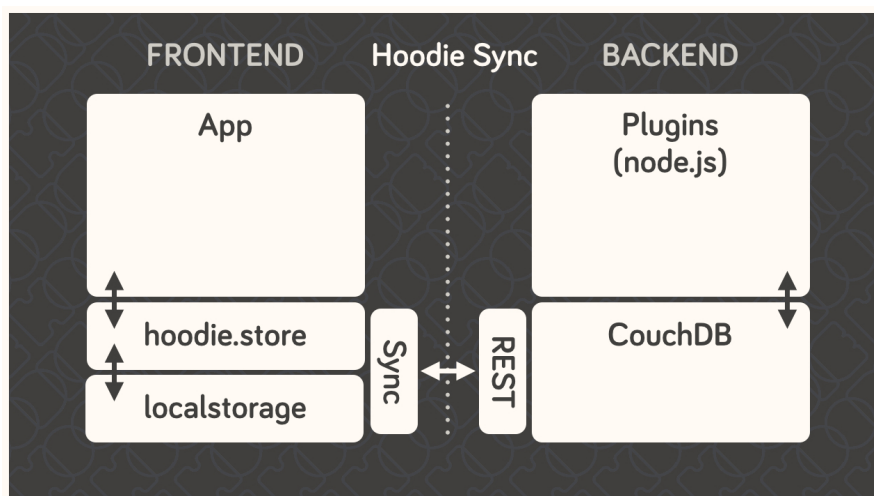 FRONTEND
Hoodie Sync
BACKEND
App
Plugins
(node.js)
hoodie.store
localstorage
Sync
REST
CouchDB